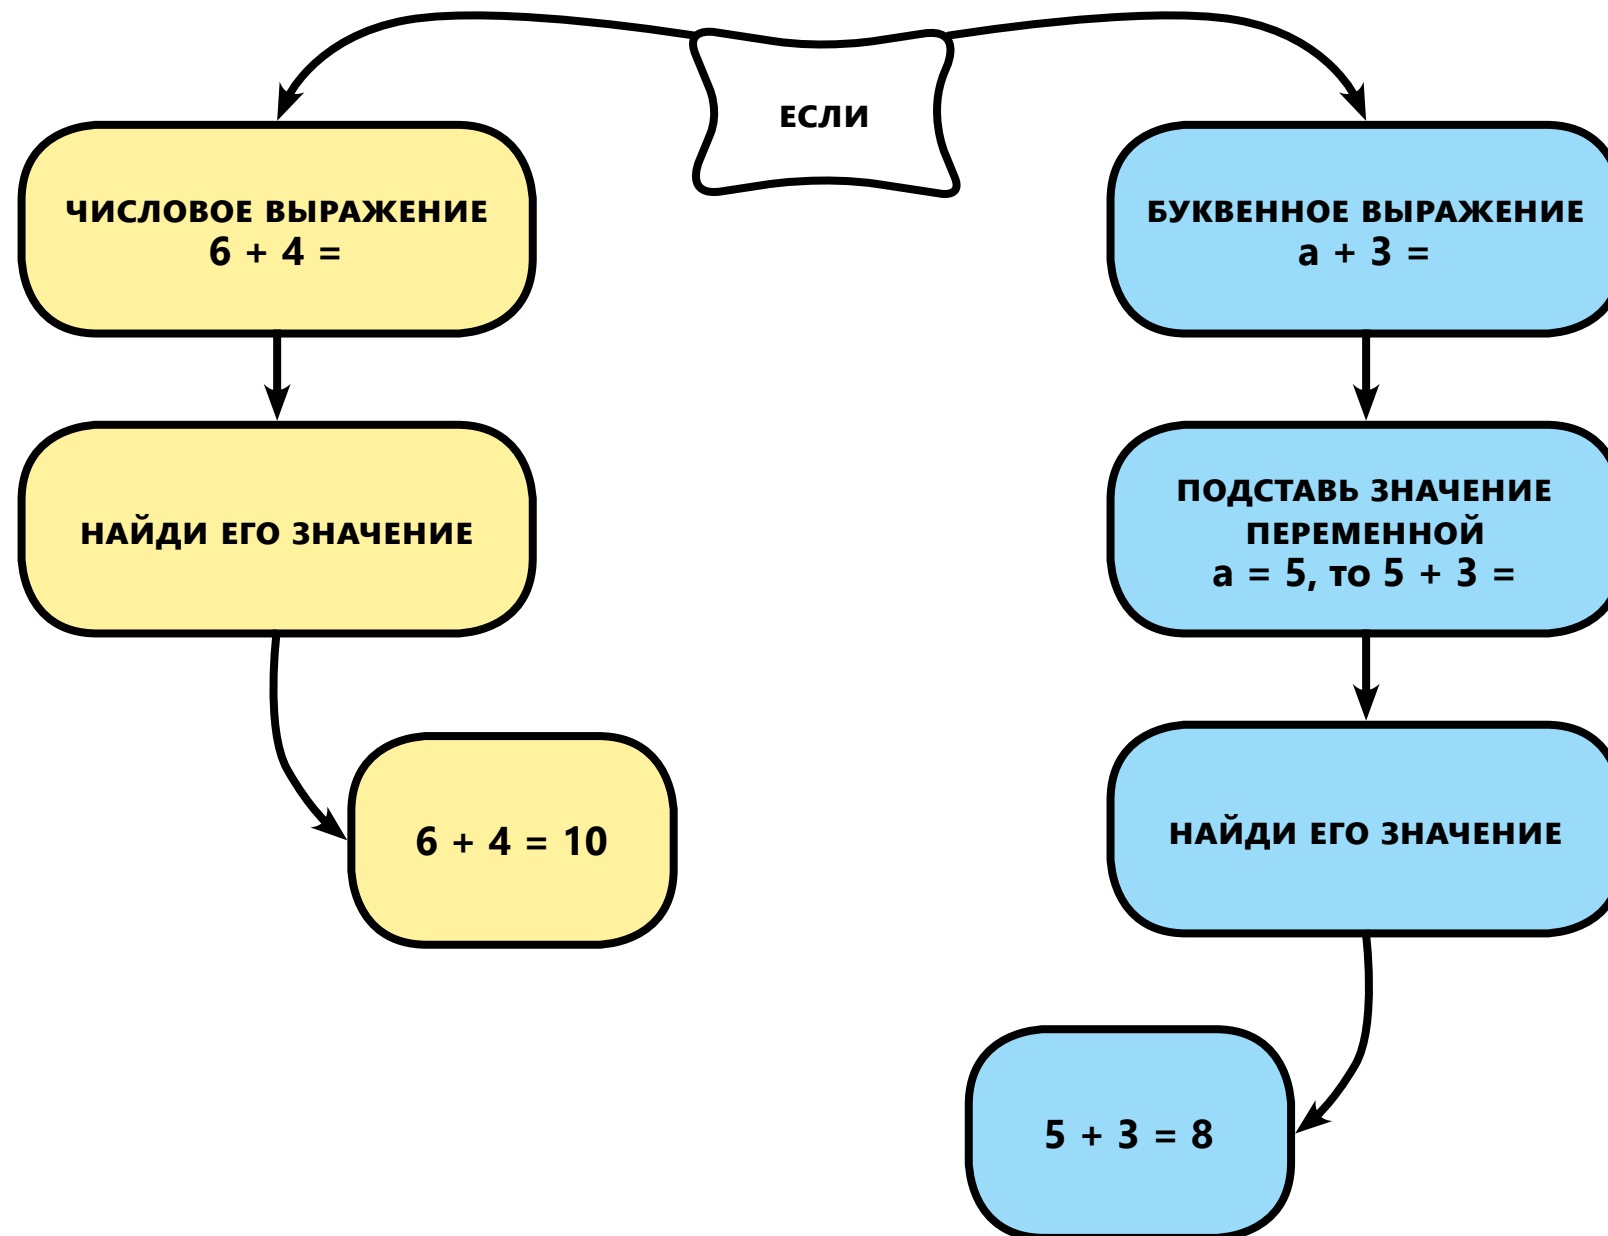 ЕСЛИ
ЧИСЛОВОЕ ВЫРАЖЕНИЕ
6 + 4 =
НАЙДИ ЕГО ЗНАЧЕНИЕ
6 + 4 = 10
БУКВЕННОЕ ВЫРАЖЕНИЕ
а + 3 =
ПОДСТАВЬ ЗНАЧЕНИЕ
ПЕРЕМЕННОЙ
а = 5, то 5 + 3 =
НАЙДИ ЕГО ЗНАЧЕНИЕ
5 + 3 = 8